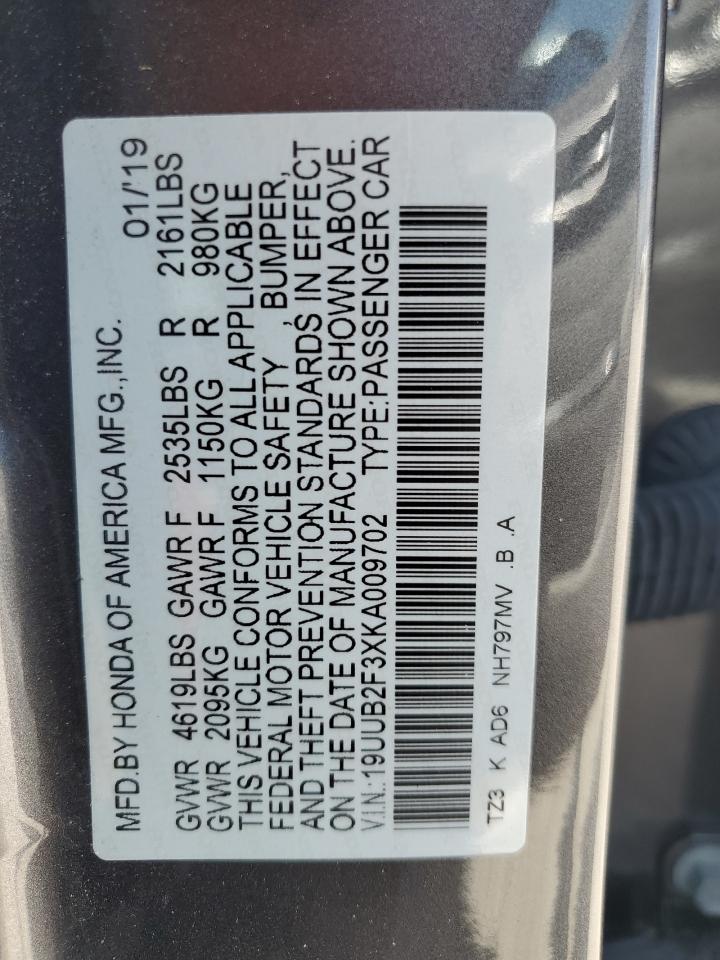 MFD.BY HONDA OF AMERICA MFG.,INC. 01/'19
GVWR 4619LBS GAWR F 2535LBS R 2161LBS
GVWR 2095KG GAWR F 1150KG R 980KG
THIS VEHICLE CONFORMS TO ALL APPLICABLE
FEDERAL MOTOR VEHICLE SAFETY , BUMPER,
AND THEFT PREVENTION STANDARDS IN EFFECT
ON THE DATE OF MANUFACTURE SHOWN ABOVE.
V.I.N.:19UUB2F3XKA009702 TYPE:PASSENGER CAR
TZ3 K AD6 NH797MV .B .A